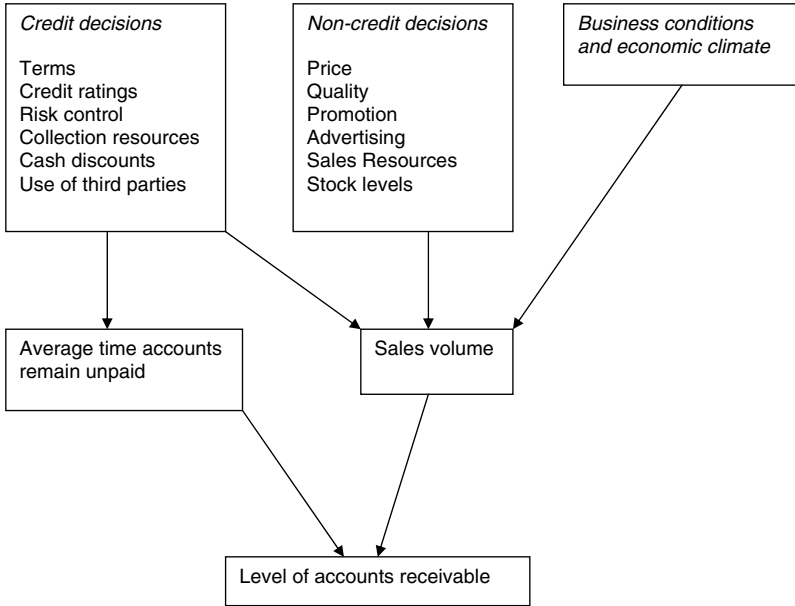 Credit decisions
Terms
Credit ratings
Risk control
Collection resources
Cash discounts
Use of third parties
Non-credit decisions
Price
Quality
Promotion
Advertising
Sales Resources
Stock levels
Business conditions
and economic climate
Average time accounts
remain unpaid
Sales volume
Level of accounts receivable